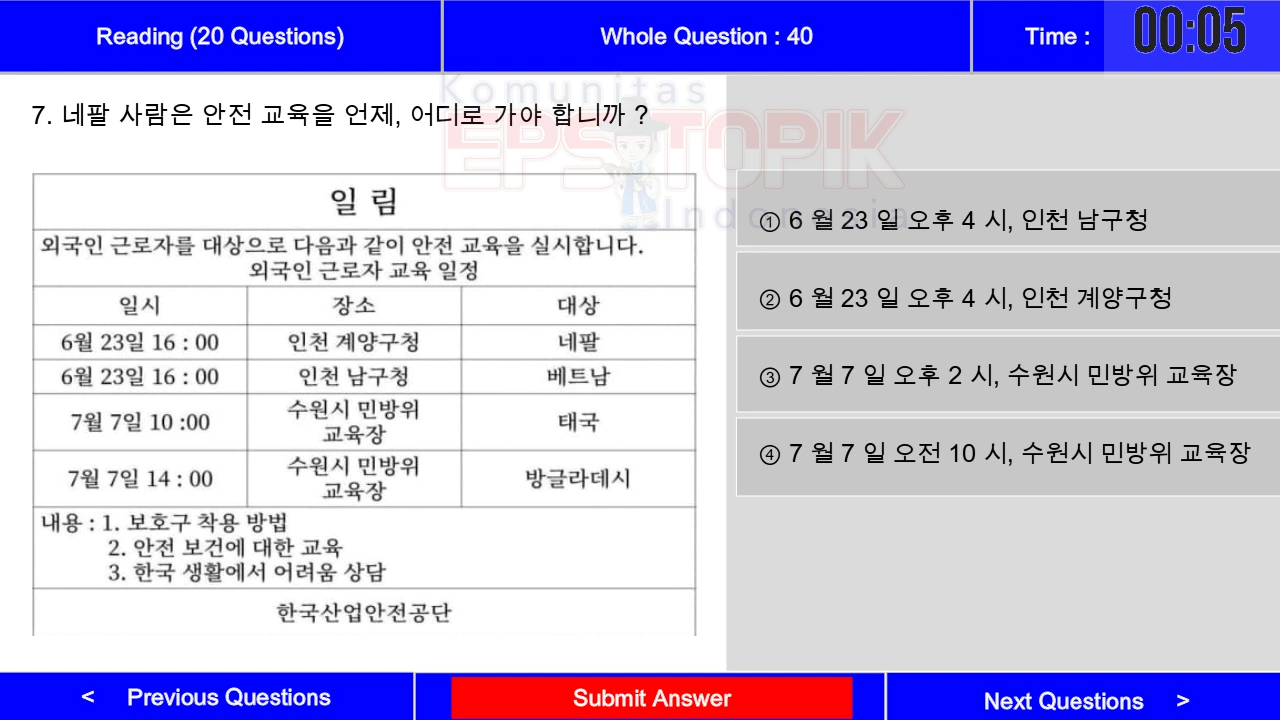 Reading (20 Questions)
Whole Question : 40
Time :
00:05
Komunitas
EPS TOPIK
Indonesia
7. 네팔 사람은 안전 교육을 언제, 어디로 가야 합니까 ?
일 림
외국인 근로자를 대상으로 다음과 같이 안전 교육을 실시합니다.
외국인 근로자 교육 일정
일시 장소 대상
6월 23일 16 : 00 인천 계양구청 네팔
6월 23일 16 : 00 인천 남구청 베트남
7월 7일 10 :00 수원시 민방위 태국
교육장
7월 7일 14 : 00 수원시 민방위 방글라데시
교육장
내용 : 1. 보호구 착용 방법
2. 안전 보건에 대한 교육
3. 한국 생활에서 어려움 상담
한국산업안전공단
① 6 월 23 일 오후 4 시, 인천 남구청
② 6 월 23 일 오후 4 시, 인천 계양구청
③ 7 월 7 일 오후 2 시, 수원시 민방위 교육장
④ 7 월 7 일 오전 10 시, 수원시 민방위 교육장
< Previous Questions
Submit Answer
Next Questions >